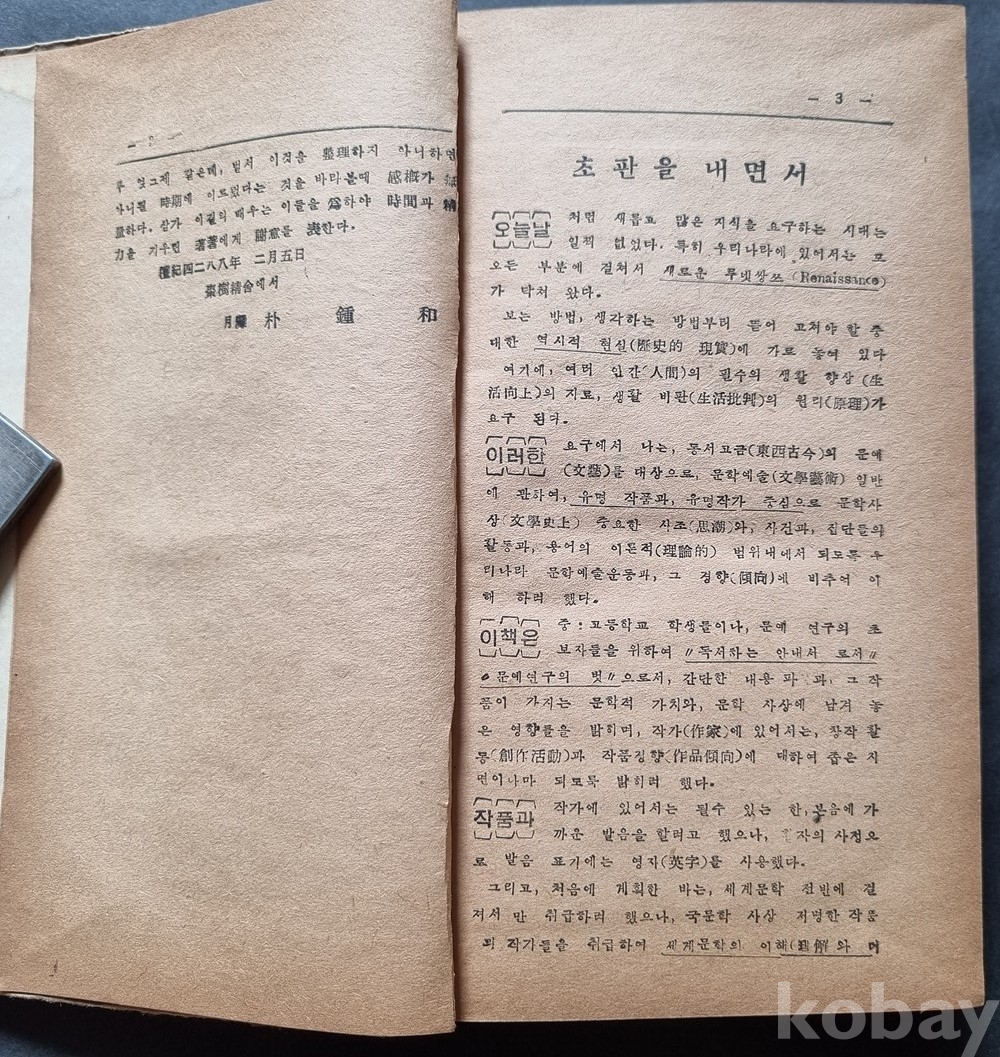 — 2 —
루 엊그제 같은데, 벌서 이것을 整理하지 아니하면
아니될 時期에 이르렀다는 것을 바라볼때 感槪가
量하다. 삼가 이길의 배우는 이들을 爲하야 時間과 精
力을 기우린 著者에게 謝意를 表한다.
檀紀四二八八年 二月五日
棗樹精舍에서
月灘 朴 鍾 和
— 3 —
초판을 내면서
오늘날 처럼 새롭고 많은 지식을 요구하는 시대는
일찍 없었다. 특히 우리나라에 있어서는 모
오든 부분에 걸쳐서 새로운 루넷쌍쓰 (Renaissance)
가 닥처 왔다.
보는 방법, 생각하는 방법부터 뜯어 고쳐야 할 중
대한 역시적 현실(歷史的 現實)에 가로 놓여 있다
여기에, 여러 인간(人間)의 필수의 생활 향상 (生
活向上)의 지료, 생활 비판(生活批判)의 원리(原理)가
요구 된다.
이러한 요구에서 나는, 동서고금(東西古今)의 문예
(文藝)를 대상으로, 문학예술(文學藝術) 일반
에 관하여, 유명 작품과, 유명작가 중심으로 문학사
상(文學史上) 중요한 사조(思潮)와, 사건과, 집단들의
활동과, 용어의 이론적(理論的) 범위내에서 되도록 우
리나라 문학예술운동과, 그 경향(傾向)에 비추어 이
해 하려 했다.
이책은 중:고등학교 학생들이나, 문예 연구의 초
보자들을 위하여 〃독서하는 안내서 로서〃
문예연구의 벗〃으로서, 간단한 내용 과 그 작
품이 가지는 문학적 가치와, 문학 사상에 남겨 놓
은 영향들을 밝히며, 작가(作家)에 있어서는, 창작 활
동(創作活動)과 작품경향(作品傾向)에 대하여 좁은 지
면이나마 되도록 밝히려 했다.
작품과 작가에 있어서는 될수 있는 한, 본음에 가
까운 발음을 할려고 했으나, 자의 사정으
로 발음 표기에는 영자(英字)를 사용했다.
그리고, 처음에 계획한 바는, 세계문학 전반에 걸
저서 만 취급하려 했으나, 국문학 사상 저명한 작품
과 작가들을 취급하여 세계문학의 이해(理解와 더
kobay